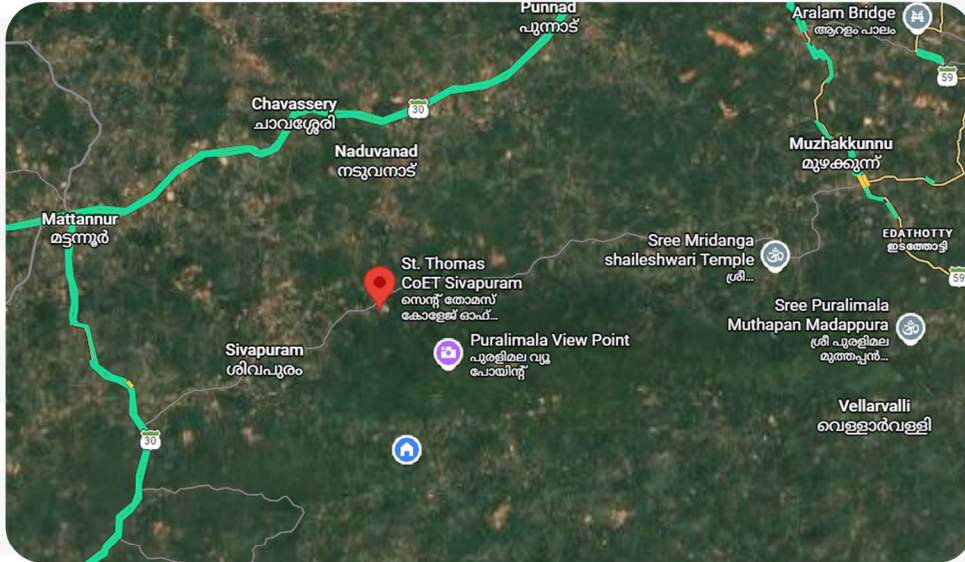 Punnad
പുന്നാട്
Aralam Bridge
ആറളം പാലം
59
Chavassery
ചാവശ്ശേരി
30
Naduvanad
നടുവനാട്
Muzhakkunnu
മുഴക്കുന്ന്
Mattannur
മട്ടന്നൂർ
EDATHOTTY
ഇടത്തോട്ടി
Sree Mridanga
shaileshwari Temple
ശ്രീ...
59
St. Thomas
CoET Sivapuram
സെന്റ് തോമസ്
കോളേജ് ഓഫ്...
Sree Puralimala
Muthapan Madappura
ശ്രീ പുരളിമല
മുത്തപ്പൻ...
Puralimala View Point
പുരളിമല വ്യൂ
പോയിന്റ്
Sivapuram
ശിവപുരം
Vellarvalli
വെള്ളാർവള്ളി
30